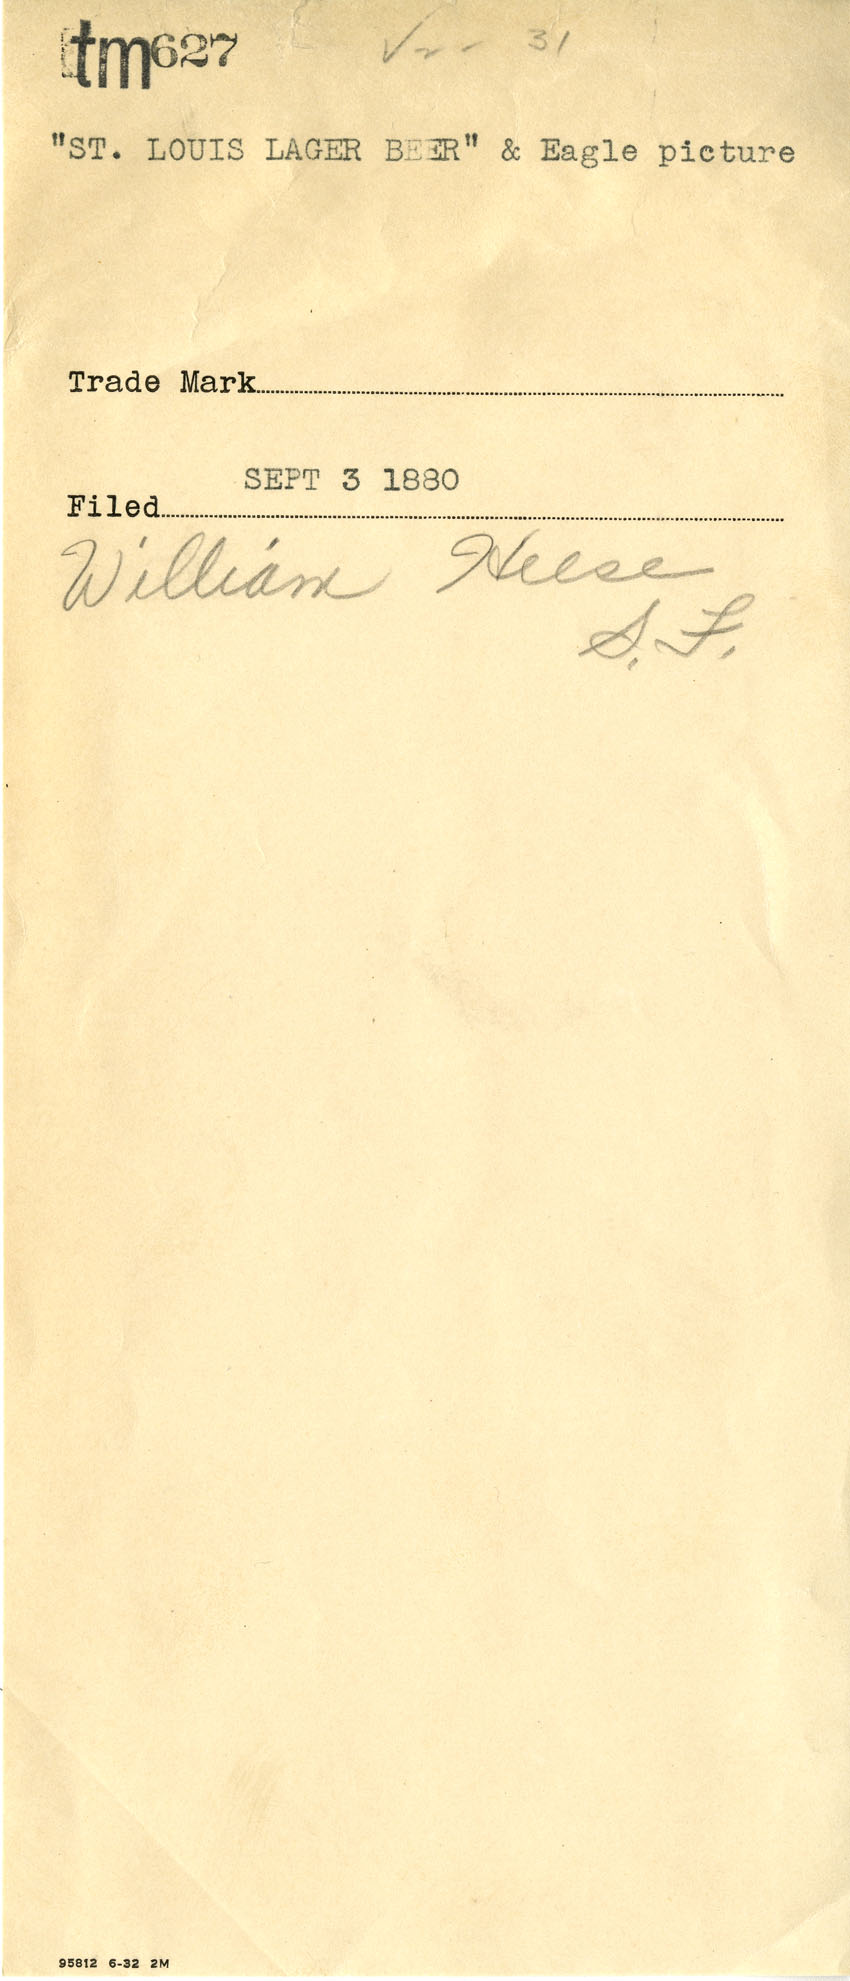 tm627 31
"ST. LOUIS LAGER BEER" & Eagle picture
Trade Mark
SEPT 3 1880
Filed
William Heese
S. F.
95812 6-32 2M